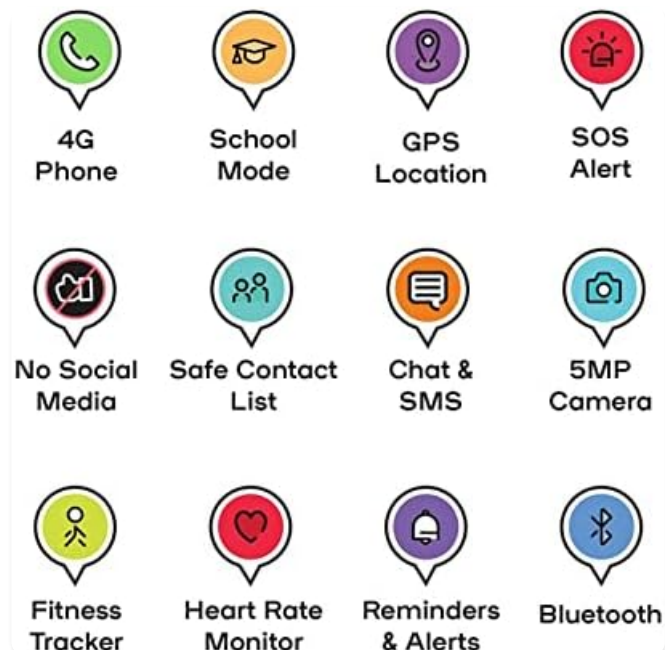 4G
Phone
School
Mode
GPS
Location
SOS
Alert
No Social
Media
Safe Contact
List
Chat &
SMS
5MP
Camera
Fitness
Tracker
Heart Rate
Monitor
Reminders
& Alerts
Bluetooth